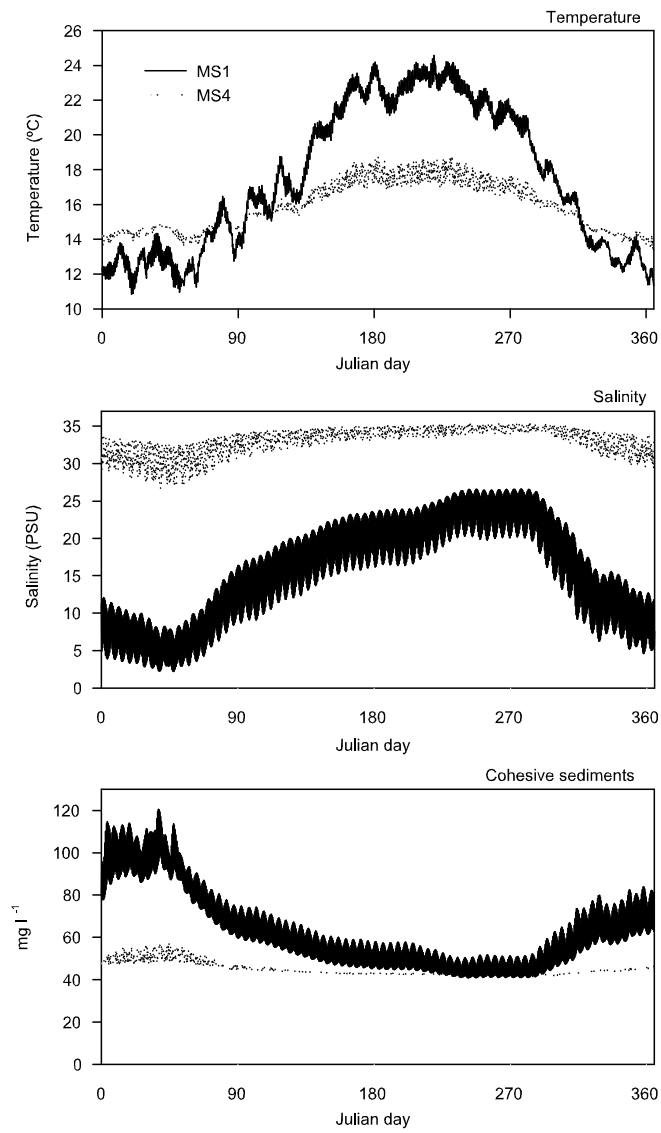 Temperature
26
24
22
20
18
16
14
12
10
Temperature (ºC)
MS1
MS4
0 90 180 270 360
Julian day
Salinity
35
30
25
20
15
10
5
0
Salinity (PSU)
0 90 180 270 360
Julian day
Cohesive sediments
120
100
80
60
40
20
0
mg l -1
0 90 180 270 360
Julian day